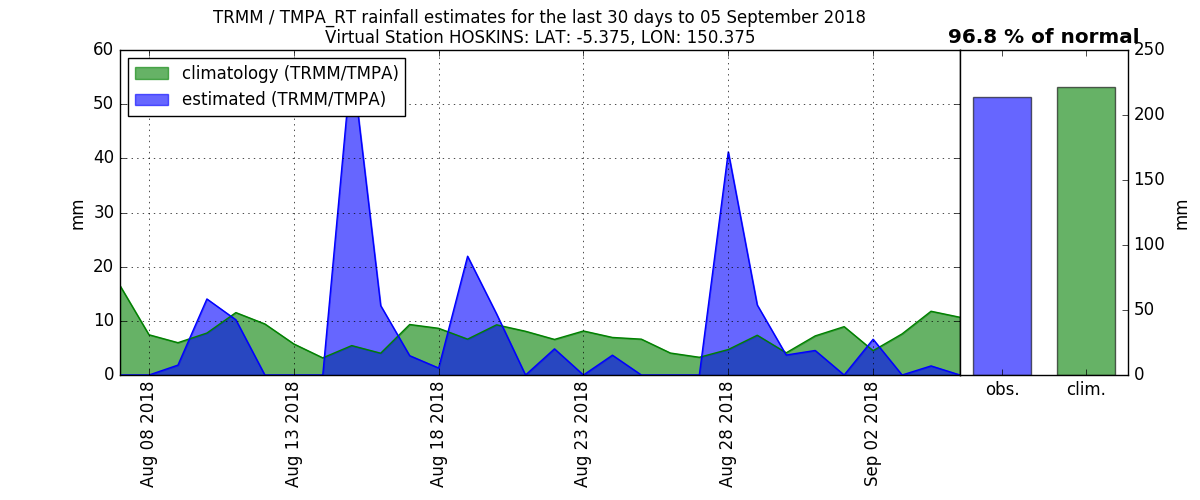 TRMM / TMPA_RT rainfall estimates for the last 30 days to 05 September 2018
Virtual Station HOSKINS: LAT: -5.375, LON: 150.375
96.8 % of normal
climatology (TRMM/TMPA)
estimated (TRMM/TMPA)
60
50
40
30
20
10
0
mm
Aug 08 2018
Aug 13 2018
Aug 18 2018
Aug 23 2018
Aug 28 2018
Sep 02 2018
obs.
clim.
250
200
150
100
50
0
mm